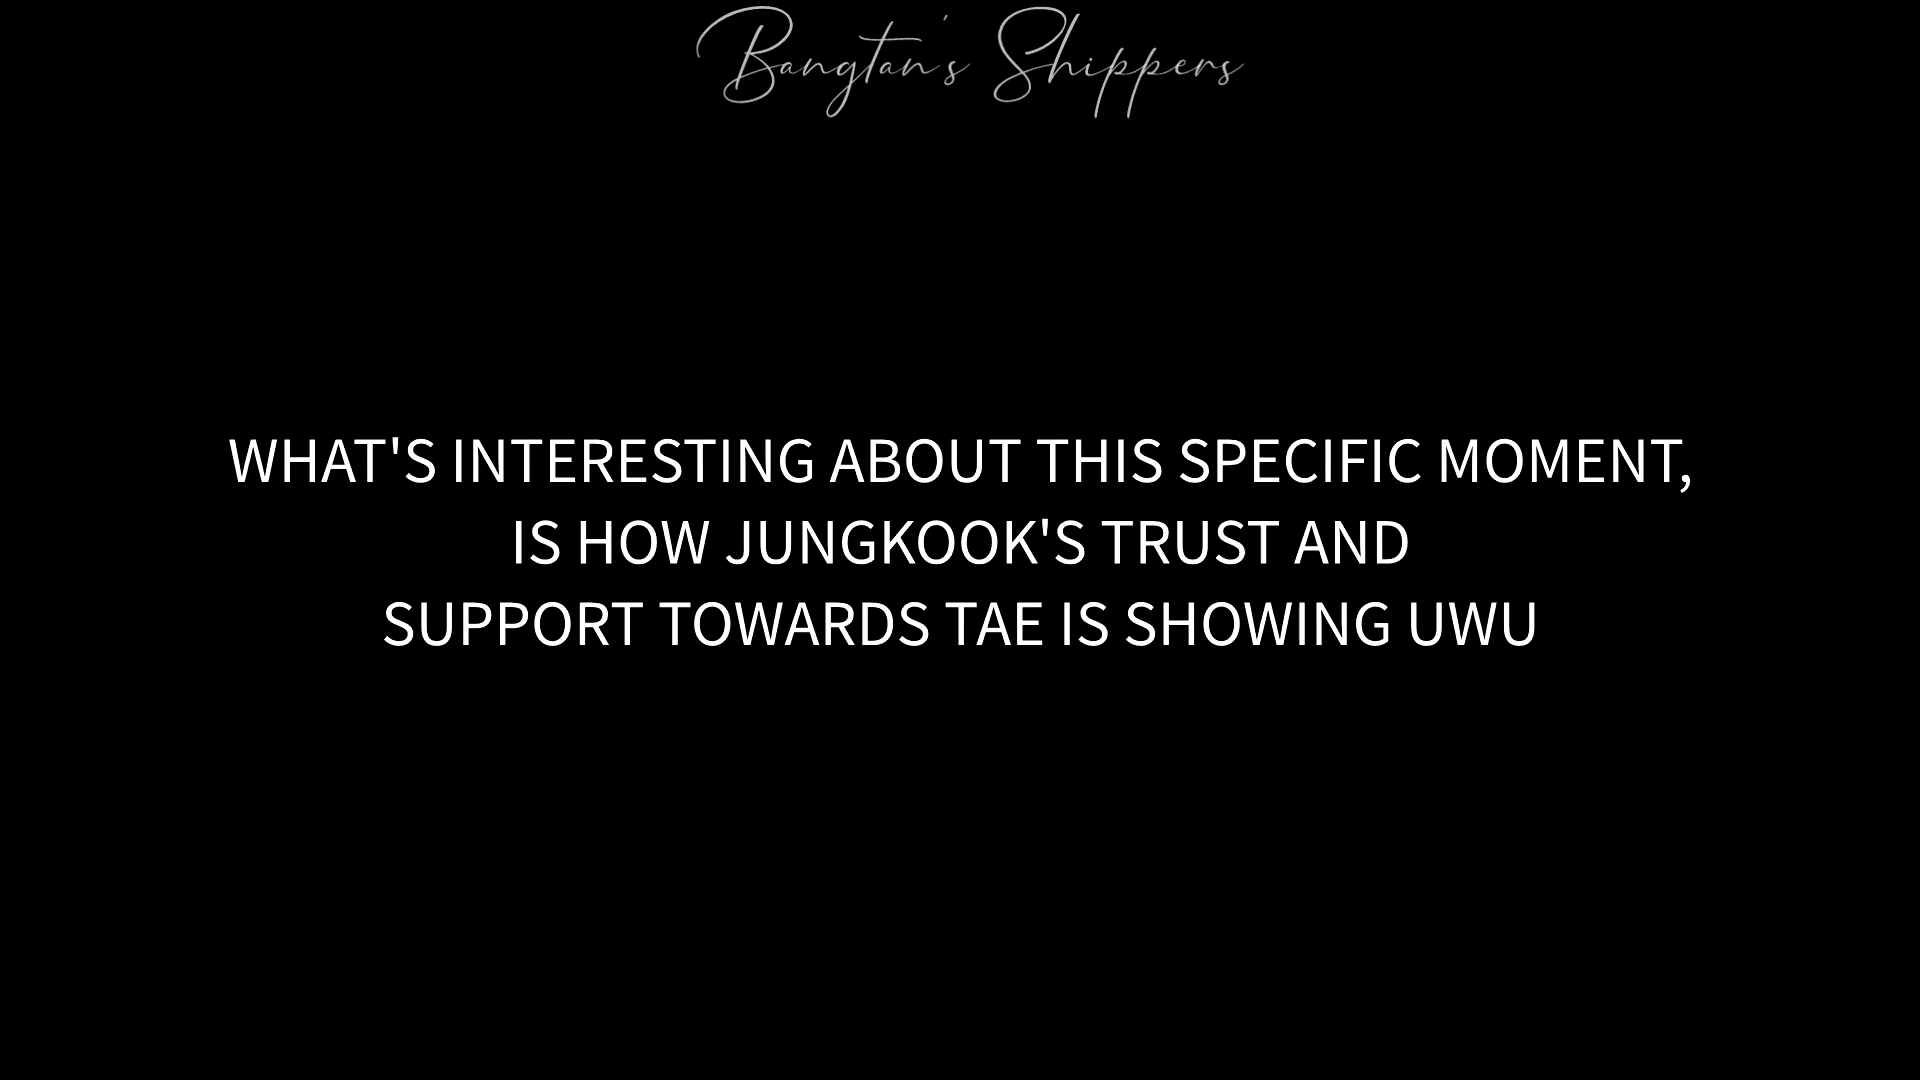 Bangtan's Shippers
WHAT'S INTERESTING ABOUT THIS SPECIFIC MOMENT,
IS HOW JUNGKOOK'S TRUST AND
SUPPORT TOWARDS TAE IS SHOWING UWU